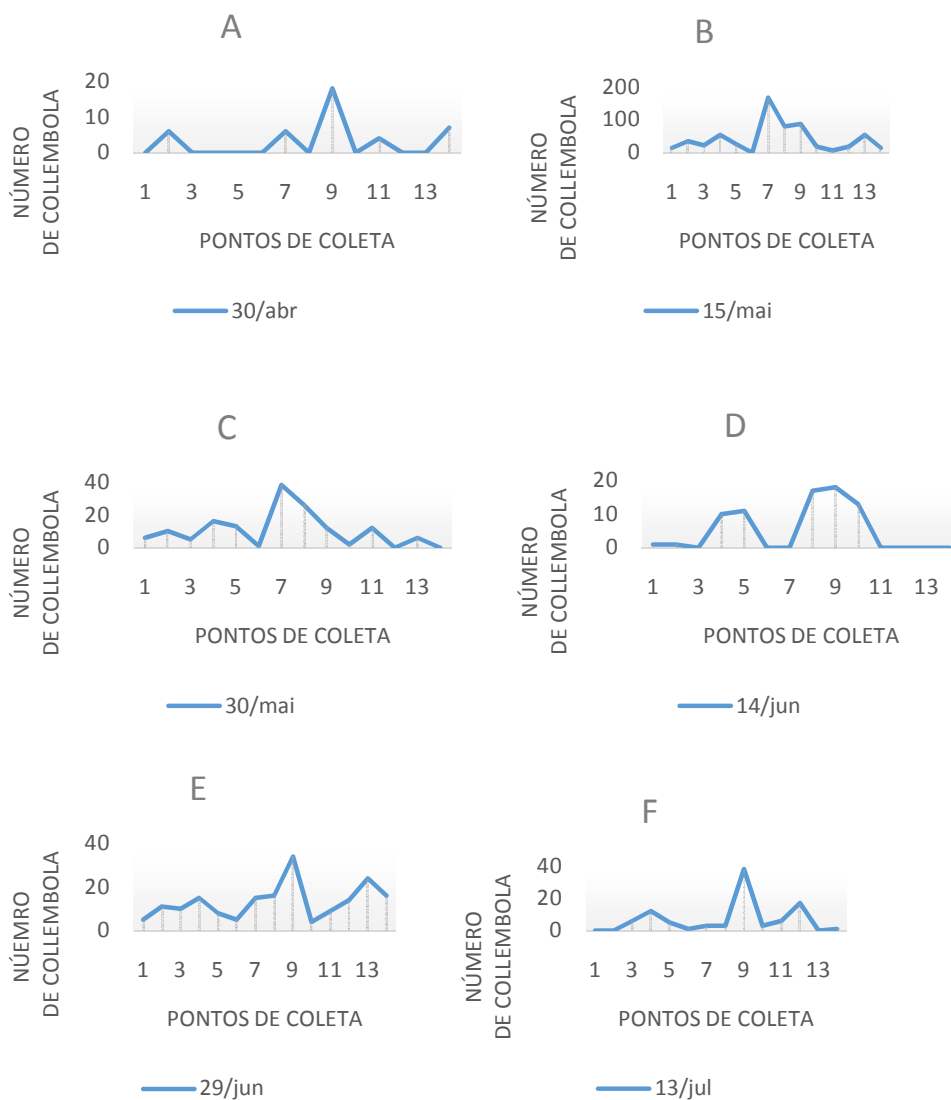 A
NÚMERO
DE COLLEMBOLA
20
10
0
1 3 5 7 9 11 13
PONTOS DE COLETA
30/abr
B
NÚMERO
DE COLLEMBOLA
200
100
0
1 3 5 7 9 11 13
PONTOS DE COLETA
15/mai
C
NÚMERO
DE COLLEMBOLA
40
20
0
1 3 5 7 9 11 13
PONTOS DE COLETA
30/mai
D
NÚMERO
DE COLLEMBOLA
20
10
0
1 3 5 7 9 11 13
PONTOS DE COLETA
14/jun
E
NÚEMRO
DE COLLEMBOLA
40
20
0
1 3 5 7 9 11 13
PONTOS DE COLETA
29/jun
F
NÚMERO
DE COLLEMBOLA
40
20
0
1 3 5 7 9 11 13
PONTOS DE COLETA
13/jul